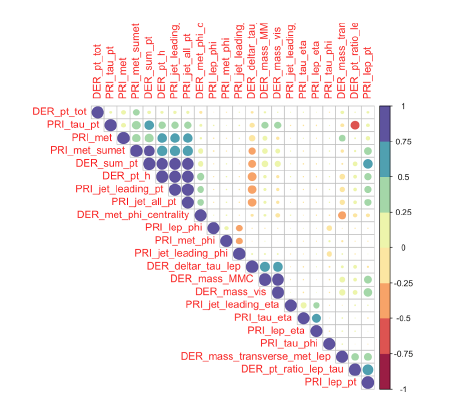 DER_pt_tot
PRI_tau_pt
PRI_met
PRI_met_sumet
DER_sum_pt
DER_pt_h
PRI_jet_leading_
PRI_jet_all_pt
DER_met_phi_c
PRI_lep_phi
PRI_met_phi
PRI_jet_leading_
DER_deltar_tau_
DER_mass_MM
DER_mass_vis
PRI_jet_leading_
PRI_tau_eta
PRI_lep_eta
PRI_tau_phi
DER_mass_tran
DER_pt_ratio_le
PRI_lep_pt
DER_pt_tot
PRI_tau_pt
PRI_met
PRI_met_sumet
DER_sum_pt
DER_pt_h
PRI_jet_leading_pt
PRI_jet_all_pt
DER_met_phi_centrality
PRI_lep_phi
PRI_met_phi
PRI_jet_leading_phi
DER_deltar_tau_lep
DER_mass_MMC
DER_mass_vis
PRI_jet_leading_eta
PRI_tau_eta
PRI_lep_eta
PRI_tau_phi
DER_mass_transverse_met_lep
DER_pt_ratio_lep_tau
PRI_lep_pt
1
0.75
0.5
0.25
0
-0.25
-0.5
-0.75
-1